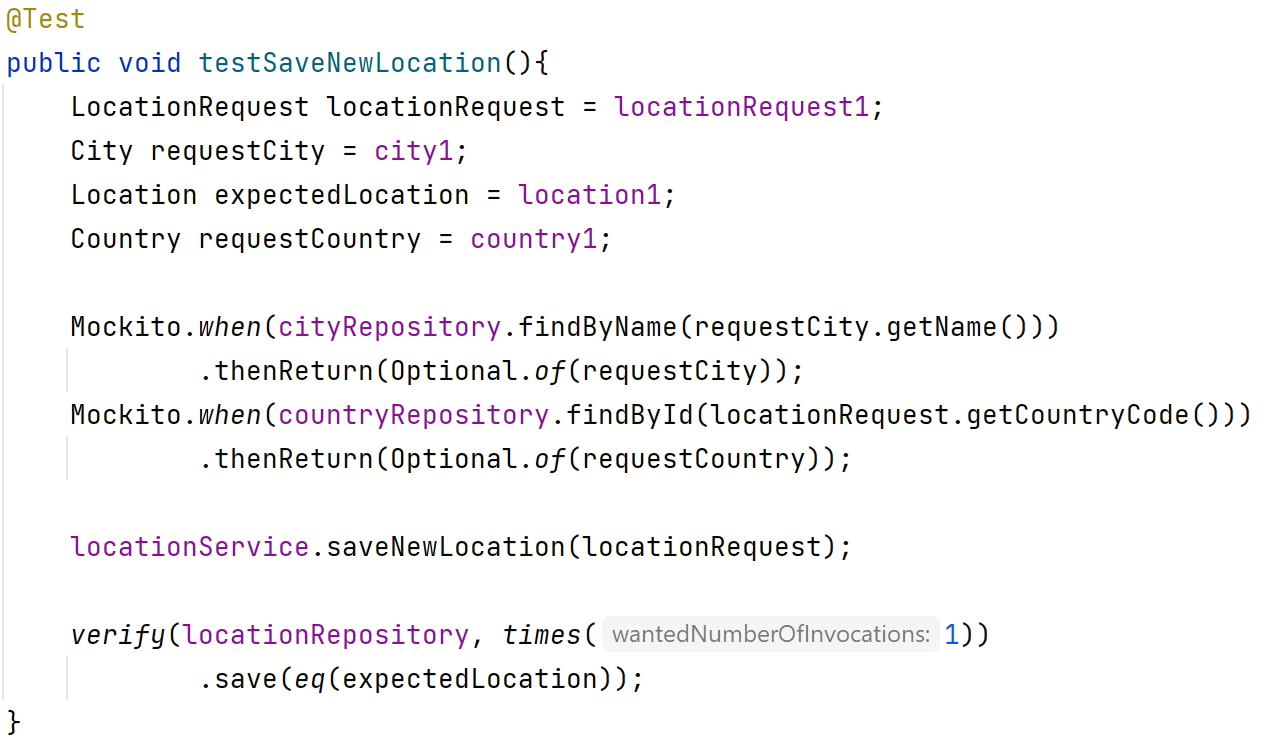 @Test
public void testSaveNewLocation(){
LocationRequest locationRequest = locationRequest1;
City requestCity = city1;
Location expectedLocation = location1;
Country requestCountry = country1;
Mockito.when(cityRepository.findByName(requestCity.getName()))
.thenReturn(Optional.of(requestCity));
Mockito.when(countryRepository.findById(locationRequest.getCountryCode()))
.thenReturn(Optional.of(requestCountry));
locationService.saveNewLocation(locationRequest);
verify(locationRepository, times( wantedNumberOfInvocations: 1))
.save(eq(expectedLocation));
}